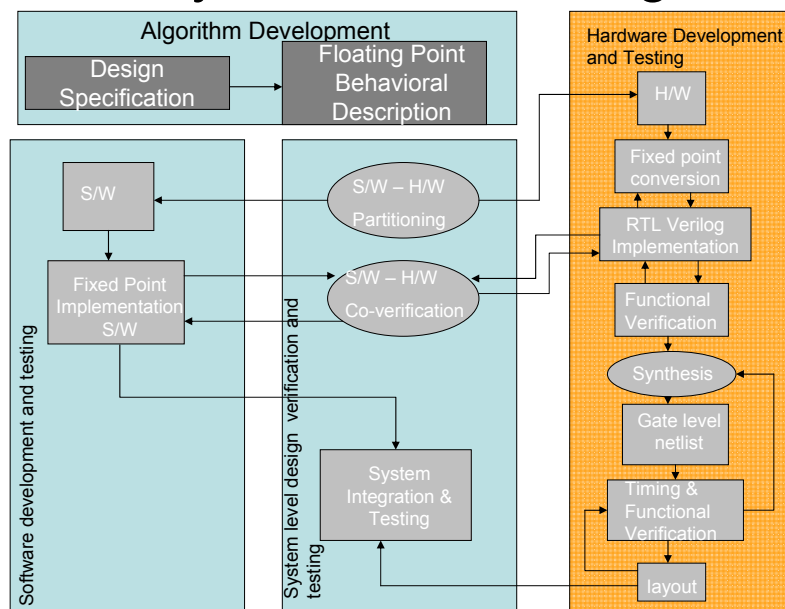 Algorithm Development
Design
Specification
Floating Point
Behavioral
Description
Hardware Development
and Testing
H/W
Fixed point
conversion
RTL Verilog
Implementation
Functional
Verification
Synthesis
Gate level
netlist
Timing &
Functional
Verification
layout
S/W
Fixed Point
Implementation
S/W
Software development and testing
S/W – H/W
Partitioning
S/W – H/W
Co-verification
System
Integration &
Testing
System level design verification and
testing